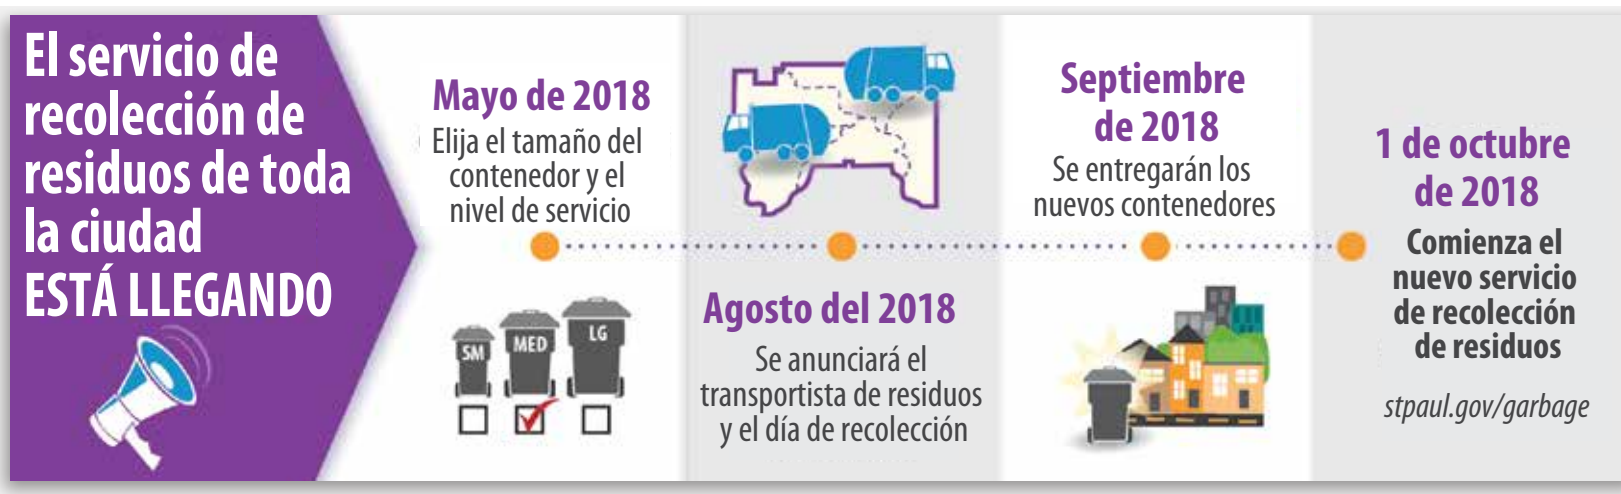 El servicio de
recolección de
residuos de toda
la ciudad
ESTÁ LLEGANDO
Mayo de 2018
Elija el tamaño del
contenedor y el
nivel de servicio
SM
MED
LG
Agosto del 2018
Se anunciará el
transportista de residuos
y el día de recolección
Septiembre
de 2018
Se entregarán los
nuevos contenedores
1 de octubre
de 2018
Comienza el
nuevo servicio
de recolección
de residuos
stpaul.gov/garbage